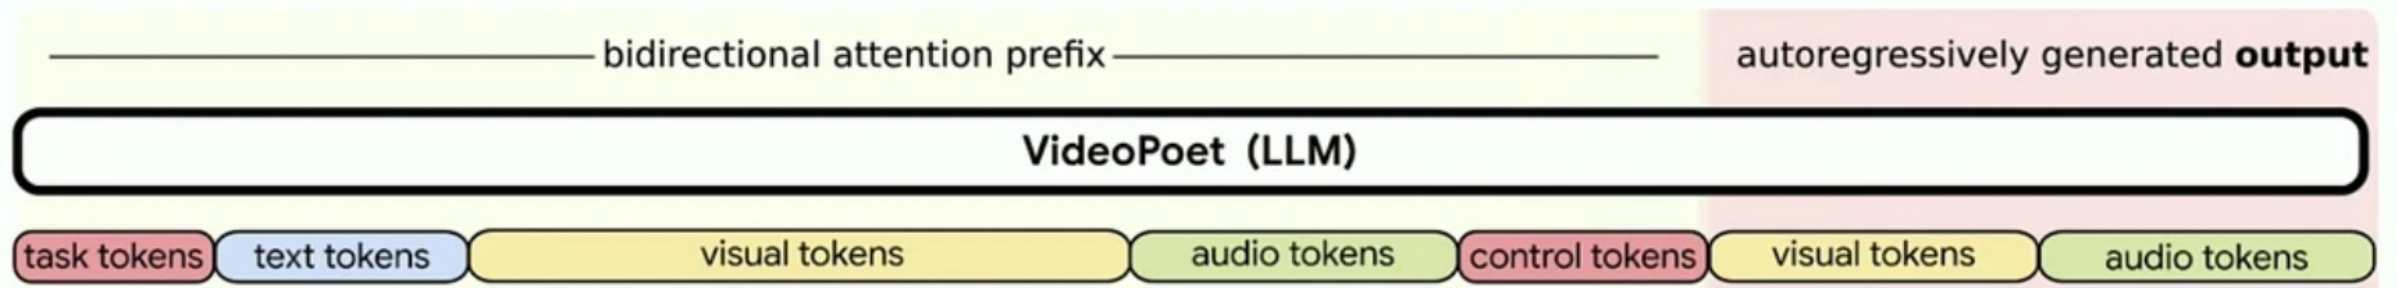 bidirectional attention prefix
autoregressively generated output
VideoPoet (LLM)
task tokens
text tokens
visual tokens
audio tokens
control tokens
visual tokens
audio tokens